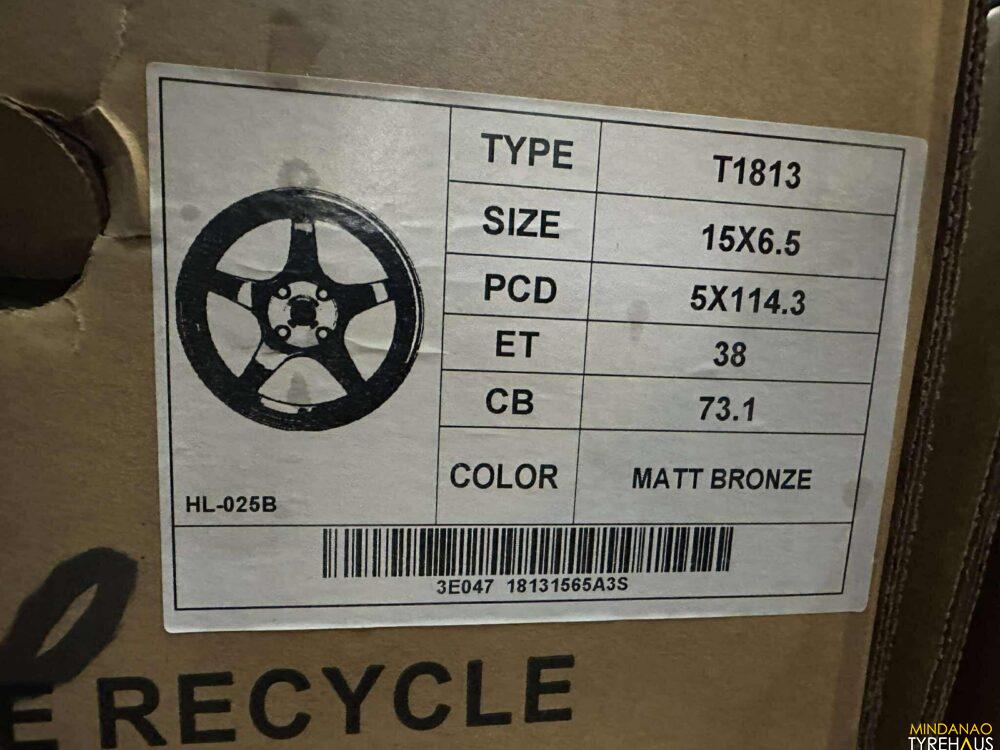 TYPE T1813
SIZE 15X6.5
PCD 5X114.3
ET 38
CB 73.1
COLOR MATT BRONZE
HL-025B
3E047 18131565A3S
RECYCLE
MINDANAO
TYREHAUS